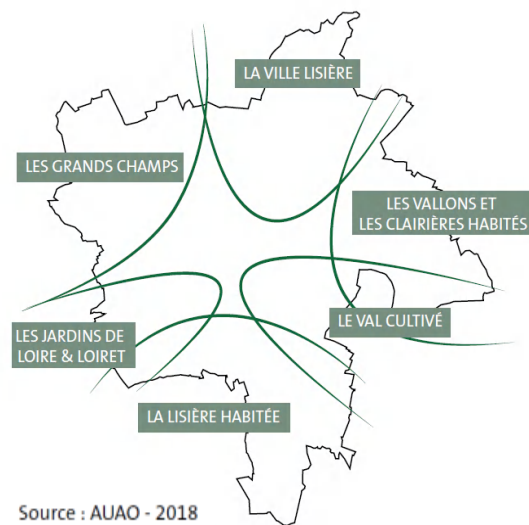 LA VILLE LISIÈRE
LES GRANDS CHAMPS
LES VALLONS ET
LES CLAIRIÈRES HABITÉS
LES JARDINS DE
LOIRE & LOIRET
LE VAL CULTIVÉ
LA LISIÈRE HABITÉE
Source : AUAO - 2018